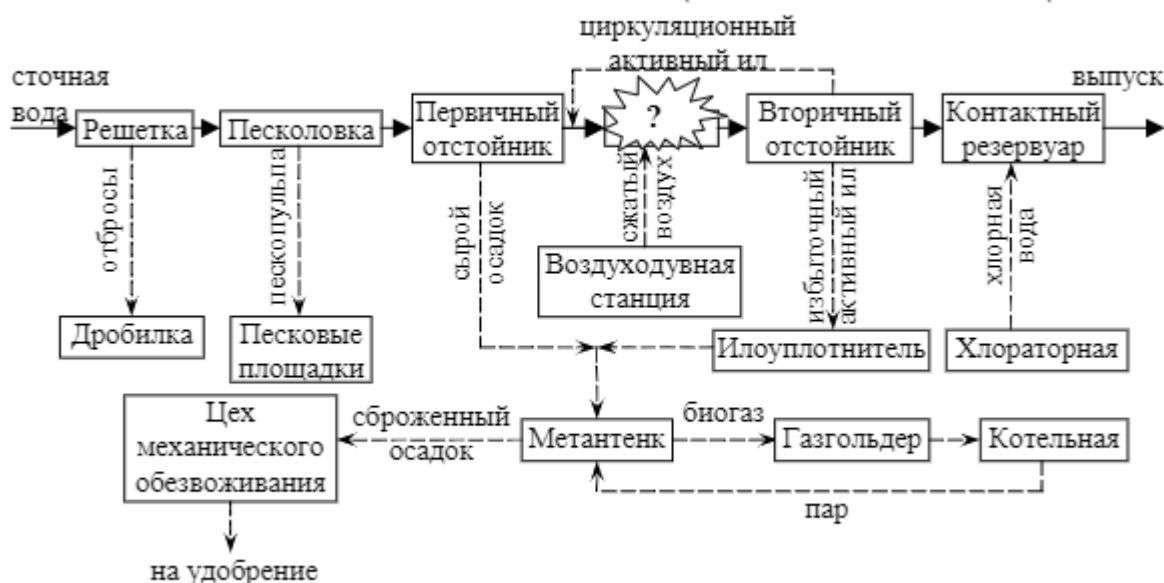 циркуляционный
активный ил
сточная
вода
выпуск
Решетка
Песколовка
Первичный
отстойник
?
Вторичный
отстойник
Контактный
резервуар
отбросы
пескопульпа
сырой
осадок
сжатый
воздух
избыточный
активный ил
хлорная
вода
Воздуходувная
станция
Дробилка
Песковые
площадки
Илоуплотнитель
Хлораторная
Цех
механического
обезвоживания
сброженный
осадок
Метантенк
биогаз
Газгольдер
Котельная
пар
на удобрение